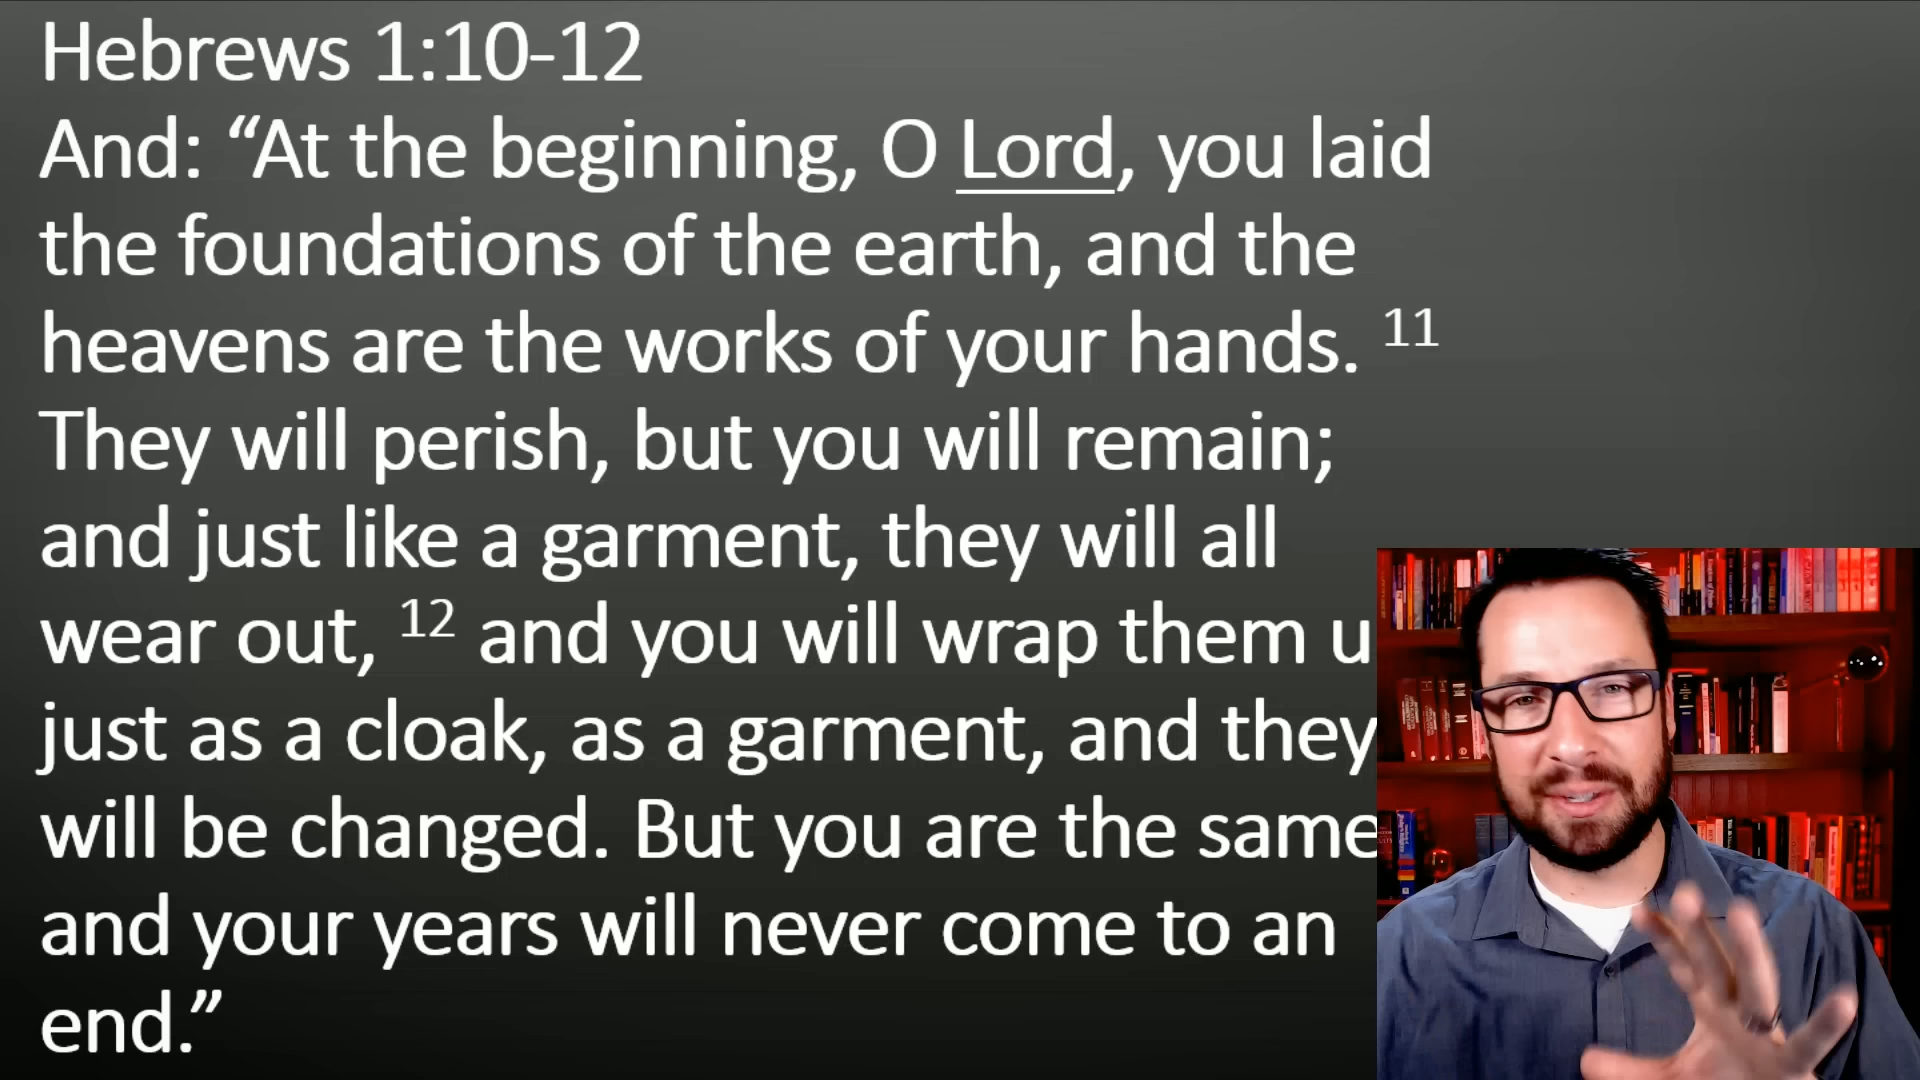 Hebrews 1:10-12
And: “At the beginning, O Lord, you laid
the foundations of the earth, and the
heavens are the works of your hands. 11
They will perish, but you will remain;
and just like a garment, they will all
wear out, 12 and you will wrap them
just as a cloak, as a garment, and they
will be changed. But you are the same
and your years will never come to an
end.”